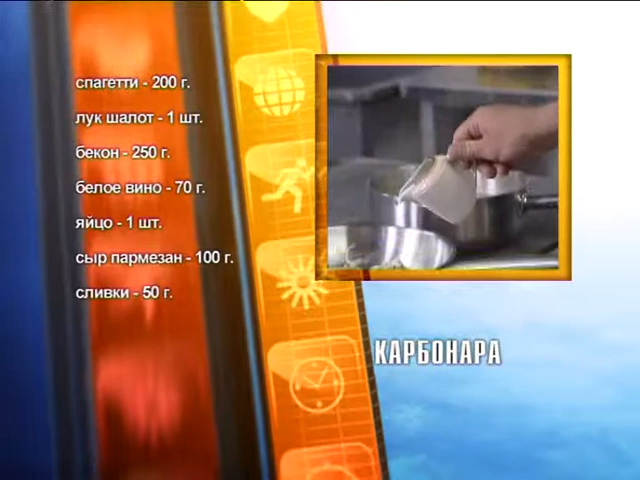 спагетти - 200 г.
лук шалот - 1 шт.
бекон - 250 г.
белое вино - 70 г.
яйцо - 1 шт.
сыр пармезан - 100 г.
сливки - 50 г.
КАРБОНАРА